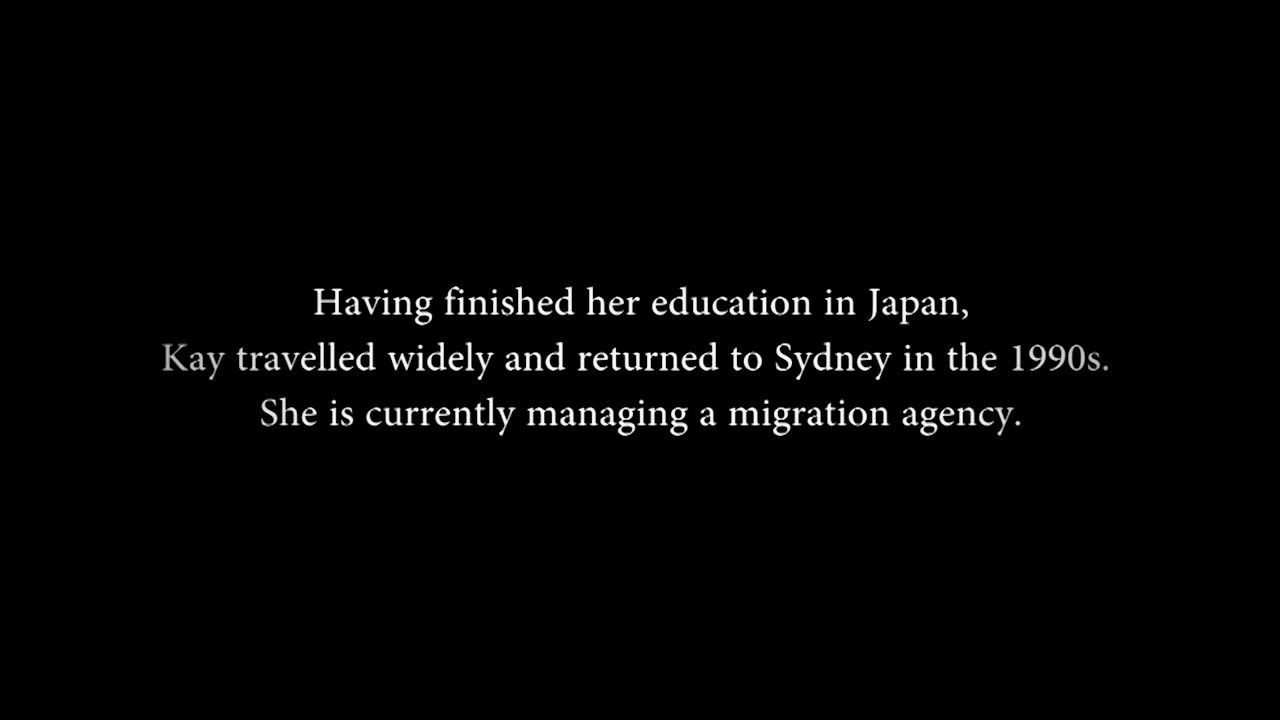 Having finished her education in Japan,
Kay travelled widely and returned to Sydney in the 1990s.
She is currently managing a migration agency.